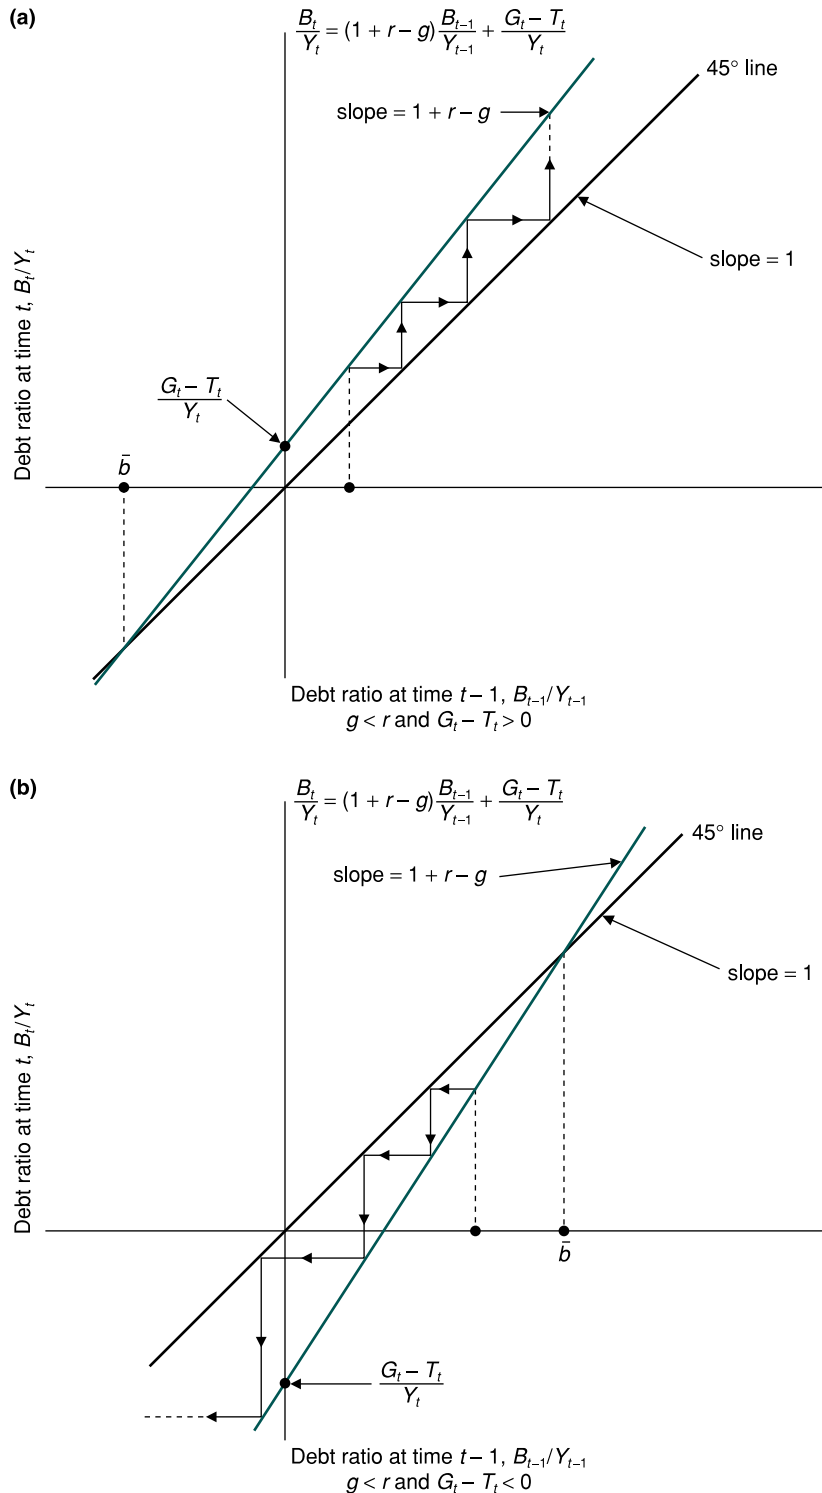 (a)
B_t/Y_t = (1 + r – g) B_{t–1}/Y_{t–1} + (G_t – T_t)/Y_t
45° line
slope = 1 + r – g
slope = 1
Debt ratio at time t, B_t/Y_t
(G_t – T_t)/Y_t
b̄
Debt ratio at time t – 1, B_{t–1}/Y_{t–1}
g < r and G_t – T_t > 0
(b)
B_t/Y_t = (1 + r – g) B_{t–1}/Y_{t–1} + (G_t – T_t)/Y_t
45° line
slope = 1 + r – g
slope = 1
Debt ratio at time t, B_t/Y_t
b̄
(G_t – T_t)/Y_t
Debt ratio at time t – 1, B_{t–1}/Y_{t–1}
g < r and G_t – T_t < 0